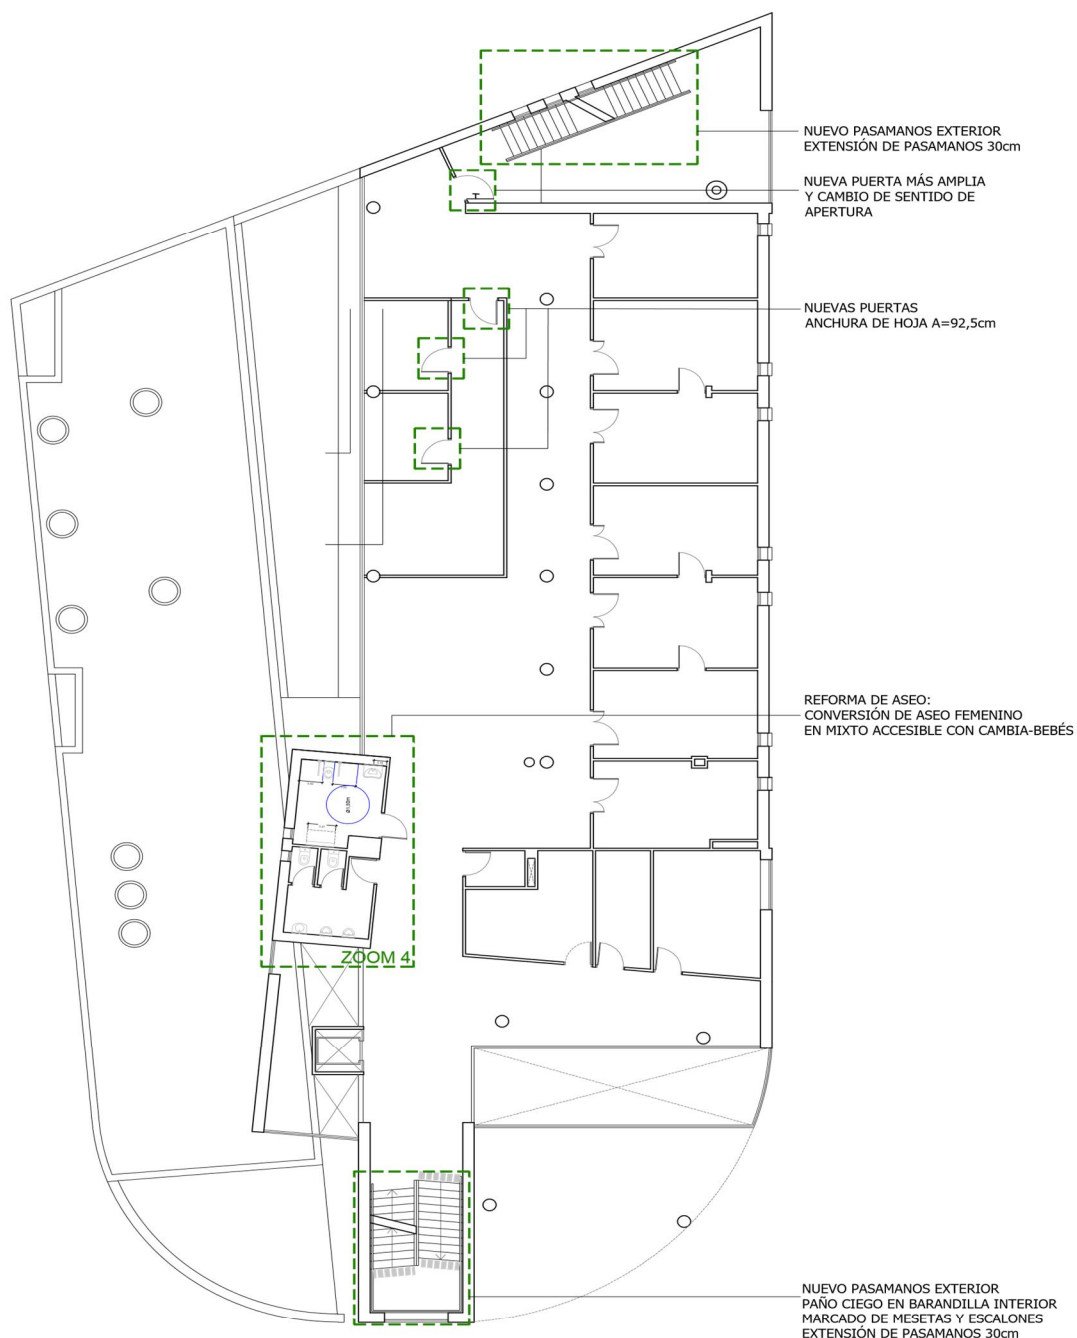 NUEVO PASAMANOS EXTERIOR
EXTENSIÓN DE PASAMANOS 30cm
NUEVA PUERTA MÁS AMPLIA
Y CAMBIO DE SENTIDO DE
APERTURA
NUEVAS PUERTAS
ANCHURA DE HOJA A=92,5cm
REFORMA DE ASEO:
CONVERSIÓN DE ASEO FEMENINO
EN MIXTO ACCESIBLE CON CAMBIA-BEBÉS
ZOOM 4
NUEVO PASAMANOS EXTERIOR
PAÑO CIEGO EN BARANDILLA INTERIOR
MARCADO DE MESETAS Y ESCALONES
EXTENSIÓN DE PASAMANOS 30cm